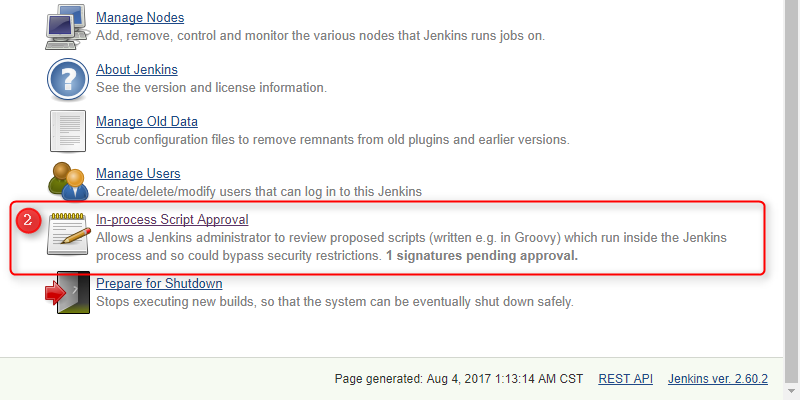 Manage Nodes
Add, remove, control and monitor the various nodes that Jenkins runs jobs on.
?
About Jenkins
See the version and license information.
Manage Old Data
Scrub configuration files to remove remnants from old plugins and earlier versions.
Manage Users
Create/delete/modify users that can log in to this Jenkins
2
In-process Script Approval
Allows a Jenkins administrator to review proposed scripts (written e.g. in Groovy) which run inside the Jenkins
process and so could bypass security restrictions. 1 signatures pending approval.
Prepare for Shutdown
Stops executing new builds, so that the system can be eventually shut down safely.
Page generated: Aug 4, 2017 1:13:14 AM CST REST API Jenkins ver. 2.60.2